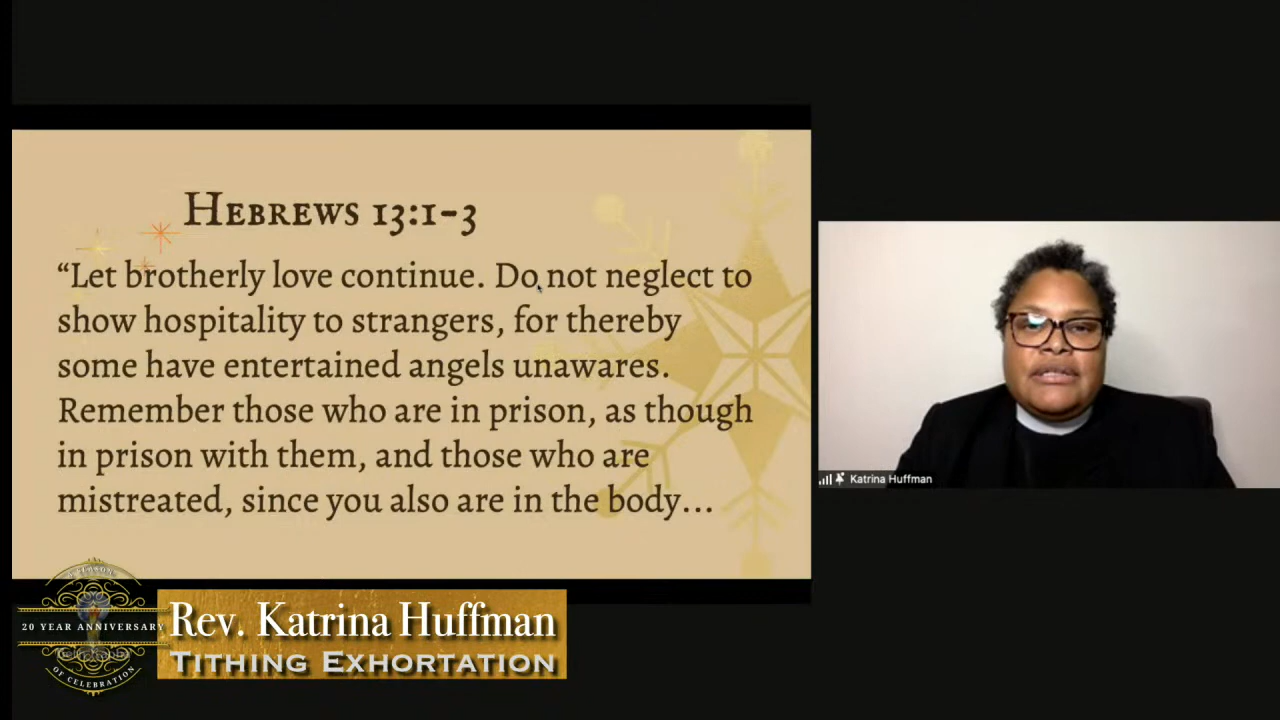 Hebrews 13:1-3
“Let brotherly love continue. Do not neglect to
show hospitality to strangers, for thereby
some have entertained angels unawares.
Remember those who are in prison, as though
in prison with them, and those who are
mistreated, since you also are in the body...
Katrina Huffman
20 YEAR ANNIVERSARY
OF CELEBRATION
Rev. Katrina Huffman
Tithing Exhortation